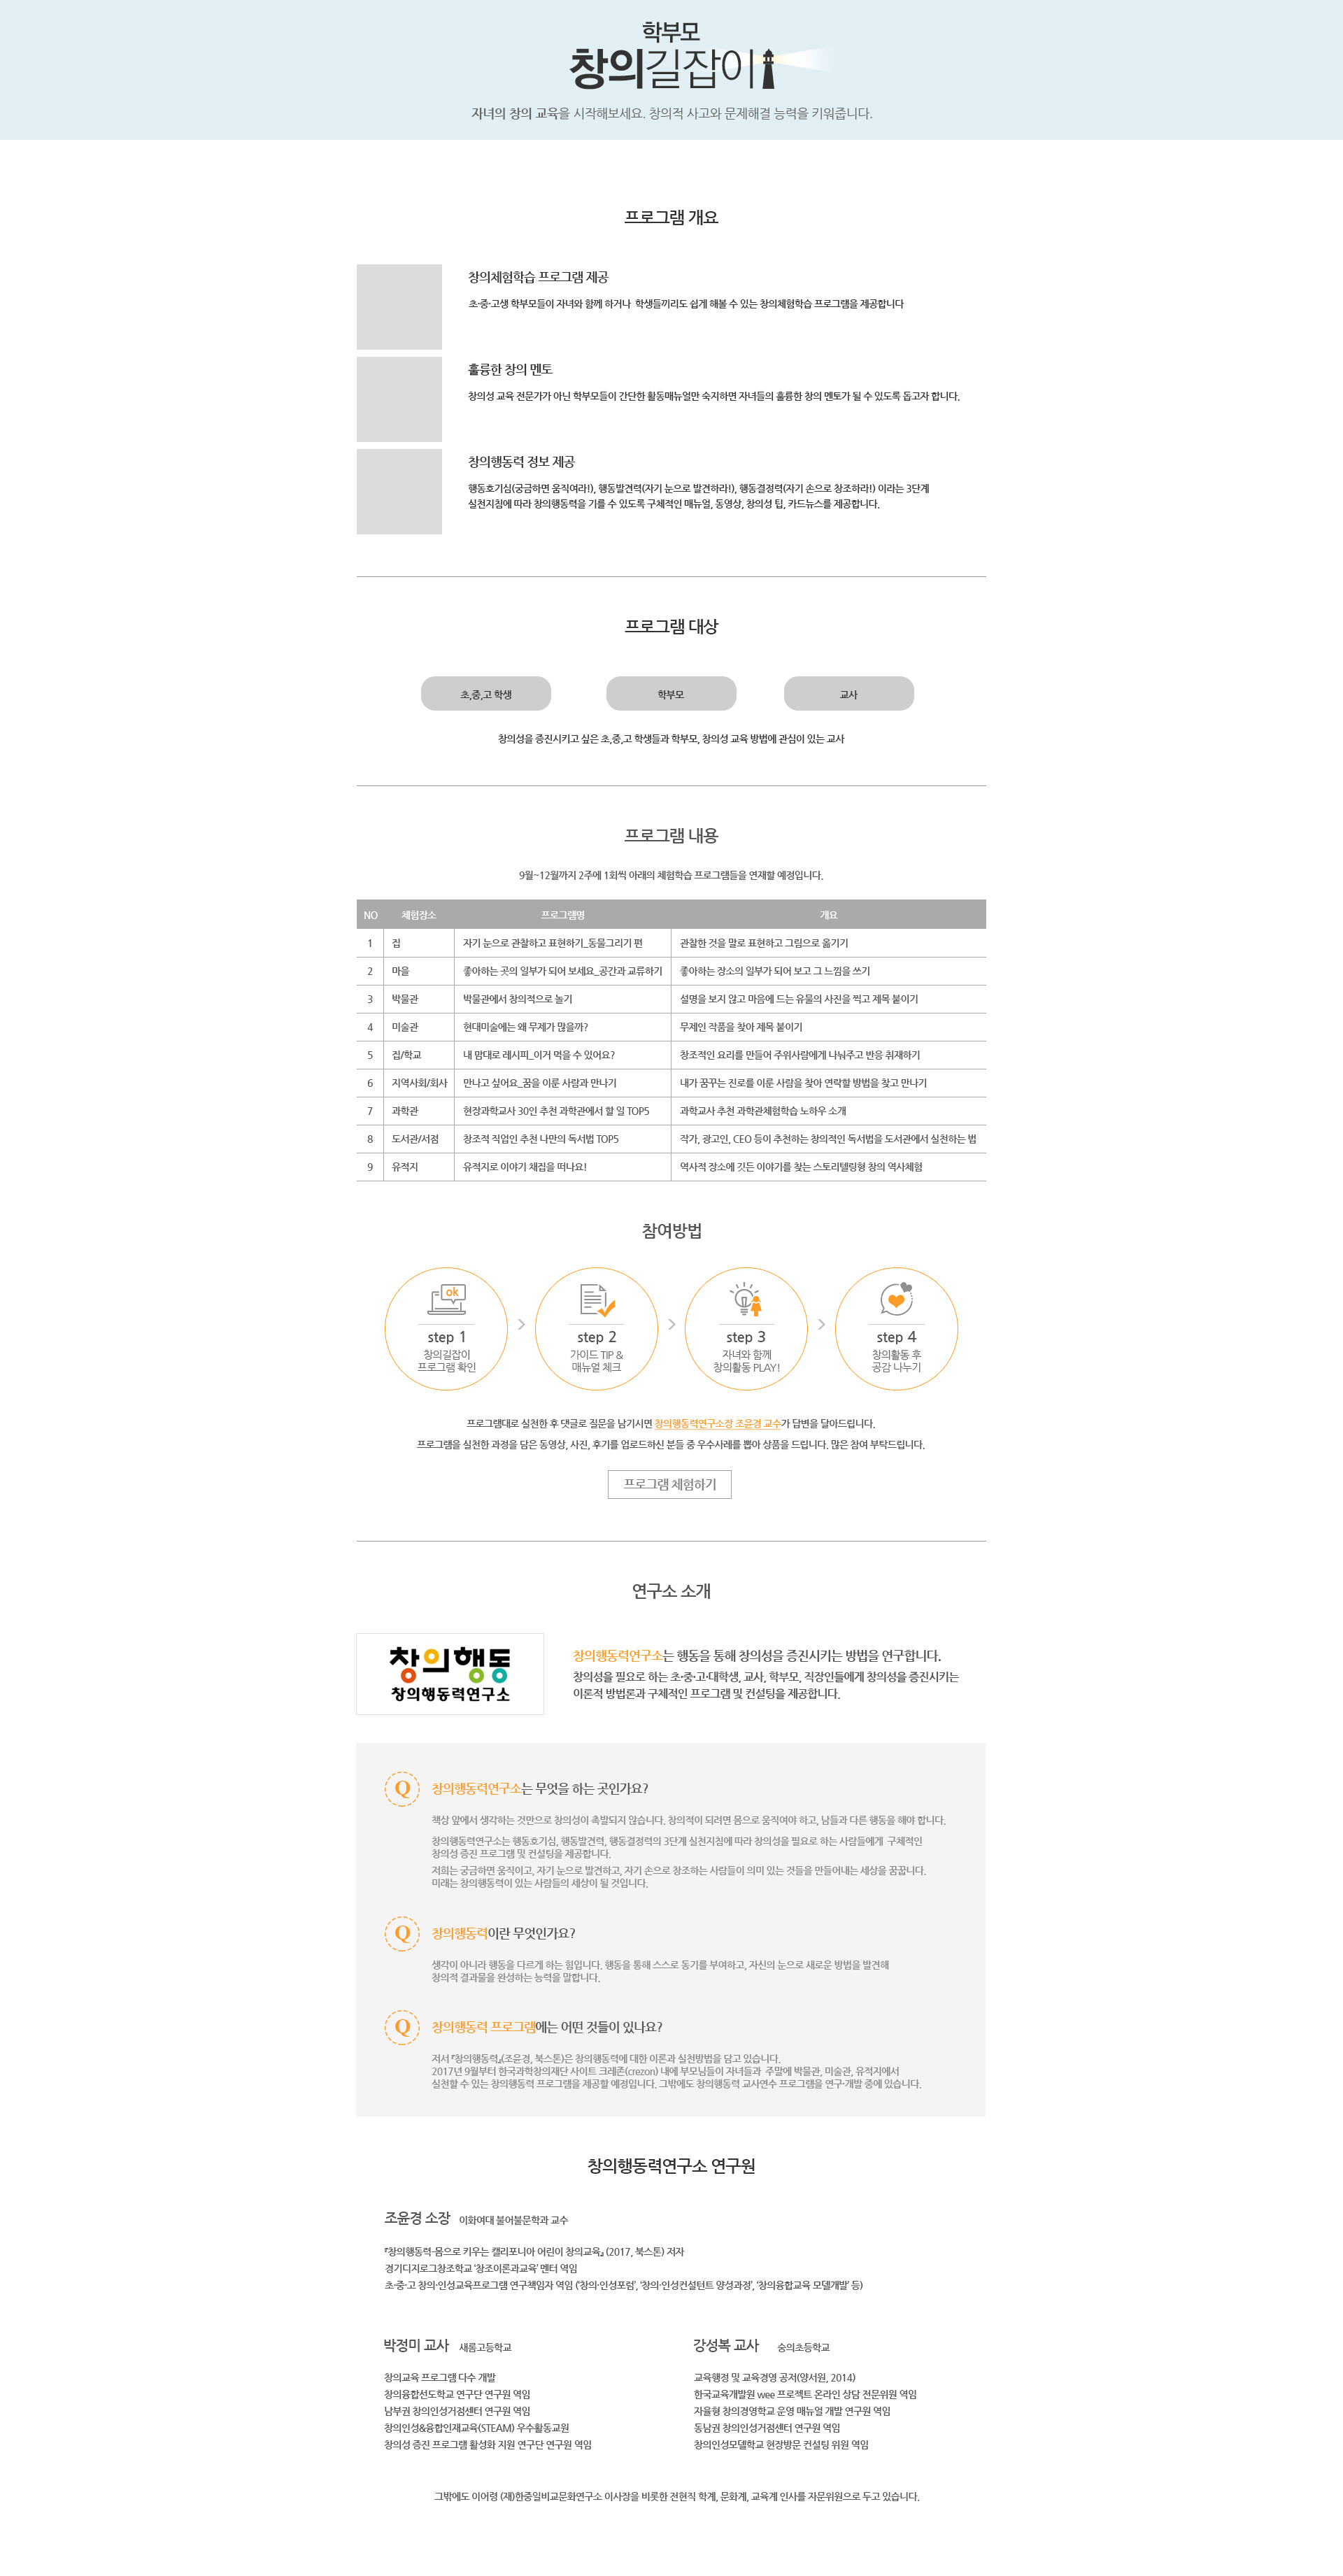 학부모
창의길잡이
자녀의 창의 교육을 시작해보세요. 창의적 사고와 문제해결 능력을 키워줍니다.
프로그램 개요
창의체험학습 프로그램 제공
초·중·고생 학부모들이 자녀와 함께 하거나 학생들끼리도 쉽게 해볼 수 있는 창의체험학습 프로그램을 제공합니다
훌륭한 창의 멘토
창의성 교육 전문가가 아닌 학부모들이 간단한 활동매뉴얼만 숙지하면 자녀들의 훌륭한 창의 멘토가 될 수 있도록 돕고자 합니다.
창의행동력 정보 제공
행동호기심(궁금하면 움직여라!), 행동발견력(자기 눈으로 발견하라!), 행동결정력(자기 손으로 창조하라!) 이라는 3단계
실천지침에 따라 창의행동력을 기를 수 있도록 구체적인 매뉴얼, 동영상, 창의성 팁, 카드뉴스를 제공합니다.
프로그램 대상
초,중,고 학생 학부모 교사
창의성을 증진시키고 싶은 초,중,고 학생들과 학부모, 창의성 교육 방법에 관심이 있는 교사
프로그램 내용
9월~12월까지 2주에 1회씩 아래의 체험학습 프로그램들을 연재할 예정입니다.
NO 체험장소 프로그램명 개요
1 집 자기 눈으로 관찰하고 표현하기_동물그리기 편 관찰한 것을 말로 표현하고 그림으로 옮기기
2 마을 좋아하는 곳의 일부가 되어 보세요_공간과 교류하기 좋아하는 장소의 일부가 되어 보고 그 느낌을 쓰기
3 박물관 박물관에서 창의적으로 놀기 설명을 보지 않고 마음에 드는 유물의 사진을 찍고 제목 붙이기
4 미술관 현대미술에는 왜 무제가 많을까? 무제인 작품을 찾아 제목 붙이기
5 집/학교 내 맘대로 레시피_이거 먹을 수 있어요? 창조적인 요리를 만들어 주위사람에게 나눠주고 반응 취재하기
6 지역사회/회사 만나고 싶어요_꿈을 이룬 사람과 만나기 내가 꿈꾸는 진로를 이룬 사람을 찾아 연락할 방법을 찾고 만나기
7 과학관 현장과학교사 30인 추천 과학관에서 할 일 TOP5 과학교사 추천 과학관체험학습 노하우 소개
8 도서관/서점 창조적 직업인 추천 나만의 독서법 TOP5 작가, 광고인, CEO 등이 추천하는 창의적인 독서법을 도서관에서 실천하는 법
9 유적지 유적지로 이야기 채집을 떠나요! 역사적 장소에 깃든 이야기를 찾는 스토리텔링형 창의 역사체험
참여방법
ok
step 1 step 2 step 3 step 4
창의길잡이 가이드 TIP & 자녀와 함께 창의활동 후
프로그램 확인 매뉴얼 체크 창의활동 PLAY! 공감 나누기
프로그램대로 실천한 후 댓글로 질문을 남기시면 창의행동력연구소장 조윤경 교수가 답변을 달아드립니다.
프로그램을 실천한 과정을 담은 동영상, 사진, 후기를 업로드하신 분들 중 우수사례를 뽑아 상품을 드립니다. 많은 참여 부탁드립니다.
프로그램 체험하기
연구소 소개
창의행동
창의행동력연구소
창의행동력연구소는 행동을 통해 창의성을 증진시키는 방법을 연구합니다.
창의성을 필요로 하는 초·중·고·대학생, 교사, 학부모, 직장인들에게 창의성을 증진시키는
이론적 방법론과 구체적인 프로그램 및 컨설팅을 제공합니다.
Q 창의행동력연구소는 무엇을 하는 곳인가요?
책상 앞에서 생각하는 것만으로 창의성이 촉발되지 않습니다. 창의적이 되려면 몸으로 움직여야 하고, 남들과 다른 행동을 해야 합니다.
창의행동력연구소는 행동호기심, 행동발견력, 행동결정력의 3단계 실천지침에 따라 창의성을 필요로 하는 사람들에게 구체적인
창의성 증진 프로그램 및 컨설팅을 제공합니다.
저희는 궁금하면 움직이고, 자기 눈으로 발견하고, 자기 손으로 창조하는 사람들이 의미 있는 것들을 만들어내는 세상을 꿈꿉니다.
미래는 창의행동력이 있는 사람들의 세상이 될 것입니다.
Q 창의행동력이란 무엇인가요?
생각이 아니라 행동을 다르게 하는 힘입니다. 행동을 통해 스스로 동기를 부여하고, 자신의 눈으로 새로운 방법을 발견해
창의적 결과물을 완성하는 능력을 말합니다.
Q 창의행동력 프로그램에는 어떤 것들이 있나요?
저서 『창의행동력』(조윤경, 북스톤)은 창의행동력에 대한 이론과 실천방법을 담고 있습니다.
2017년 9월부터 한국과학창의재단 사이트 크레존(crezon) 내에 부모님들이 자녀들과 주말에 박물관, 미술관, 유적지에서
실천할 수 있는 창의행동력 프로그램을 제공할 예정입니다. 그밖에도 창의행동력 교사연수 프로그램을 연구·개발 중에 있습니다.
창의행동력연구소 연구원
조윤경 소장 이화여대 불어불문학과 교수
『창의행동력-몸으로 키우는 캘리포니아 어린이 창의교육』 (2017, 북스톤) 저자
경기디지로그창조학교 '창조이론과교육' 멘터 역임
초·중·고 창의·인성교육프로그램 연구책임자 역임 ('창의·인성포럼', '창의·인성컨설턴트 양성과정', '창의융합교육 모델개발' 등)
박정미 교사 새롬고등학교
창의교육 프로그램 다수 개발
창의융합선도학교 연구단 연구원 역임
남부권 창의인성거점센터 연구원 역임
창의인성&융합인재교육(STEAM) 우수활동교원
창의성 증진 프로그램 활성화 지원 연구단 연구원 역임
강성복 교사 숭의초등학교
교육행정 및 교육경영 공저(양서원, 2014)
한국교육개발원 wee 프로젝트 온라인 상담 전문위원 역임
자율형 창의경영학교 운영 매뉴얼 개발 연구원 역임
동남권 창의인성거점센터 연구원 역임
창의인성모델학교 현장방문 컨설팅 위원 역임
그밖에도 이어령 (재)한중일비교문화연구소 이사장을 비롯한 전현직 학계, 문화계, 교육계 인사를 자문위원으로 두고 있습니다.